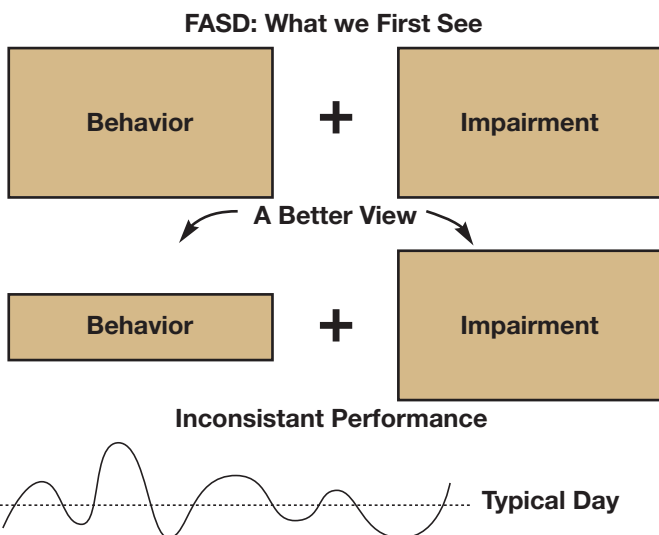 FASD: What we First See
Behavior
+
Impairment
A Better View
Behavior
+
Impairment
Inconsistant Performance
Typical Day